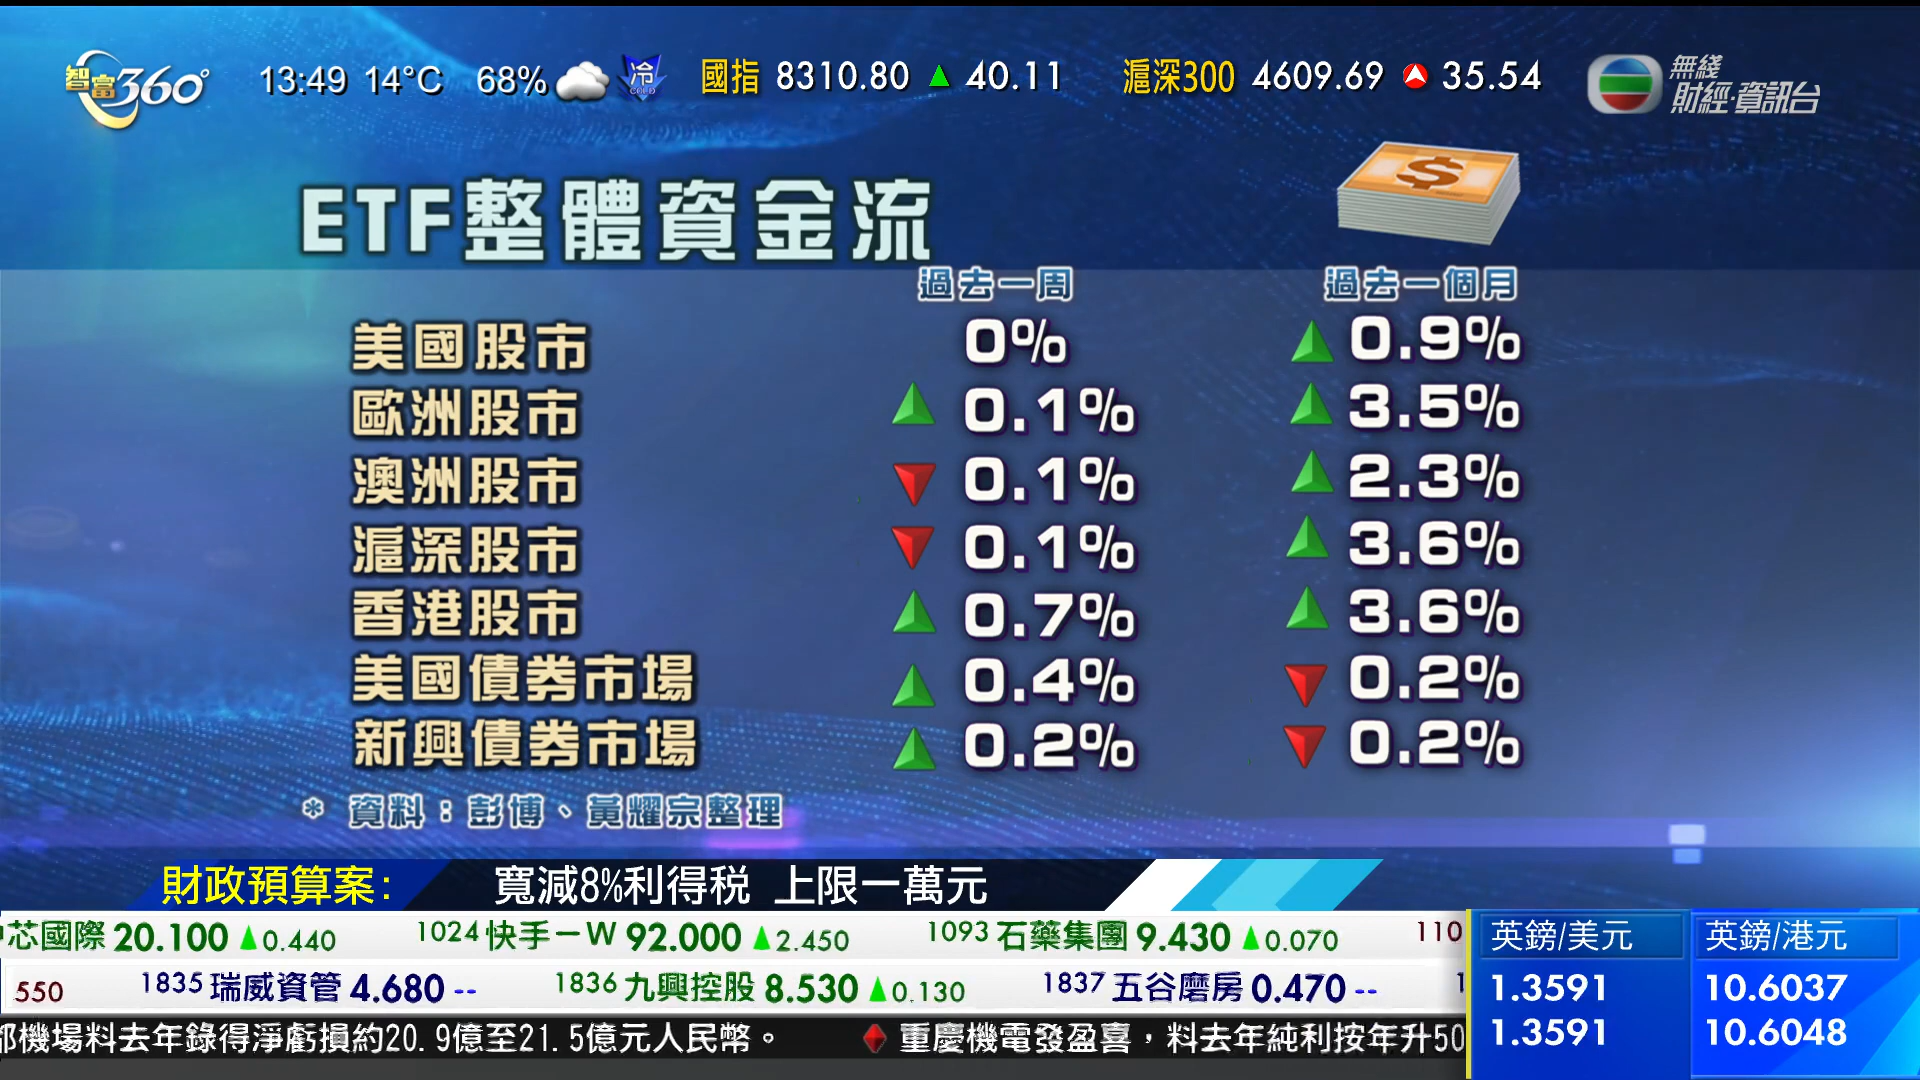 智富360°
13:49 14°C 68% 冷 COLD 國指 8310.80 ▲ 40.11 滬深300 4609.69 ▲ 35.54
無綫
財經·資訊台
ETF整體資金流
過去一周 過去一個月
美國股市 0% ▲ 0.9%
歐洲股市 ▲ 0.1% ▲ 3.5%
澳洲股市 ▼ 0.1% ▲ 2.3%
滬深股市 ▼ 0.1% ▲ 3.6%
香港股市 ▲ 0.7% ▲ 3.6%
美國債券市場 ▲ 0.4% ▼ 0.2%
新興債券市場 ▲ 0.2% ▼ 0.2%
* 資料：彭博、黃耀宗整理
財政預算案: 寬減8%利得税 上限一萬元
芯國際 20.100 ▲ 0.440 1024 快手－W 92.000 ▲ 2.450 1093 石藥集團 9.430 ▲ 0.070 110
550 1835 瑞威資管 4.680 -- 1836 九興控股 8.530 ▲ 0.130 1837 五谷磨房 0.470 --
機場料去年錄得淨虧損約20.9億至21.5億元人民幣。 ◆ 重慶機電發盈喜，料去年純利按年升50
英鎊/美元 英鎊/港元
1.3591 10.6037
1.3591 10.6048